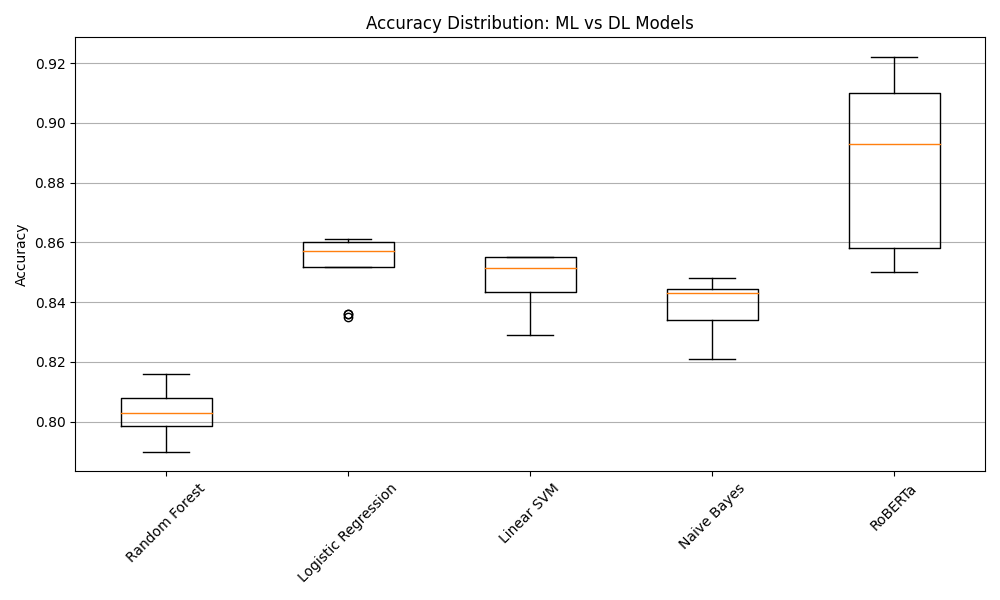 Accuracy Distribution: ML vs DL Models
Accuracy
0.92
0.90
0.88
0.86
0.84
0.82
0.80
Random Forest
Logistic Regression
Linear SVM
Naive Bayes
RoBERTa